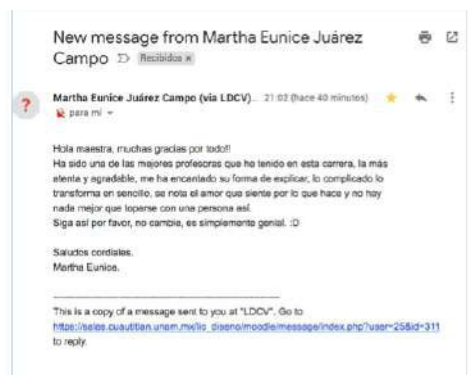 New message from Martha Eunice Juárez
Campo Recibidos x
Martha Eunice Juárez Campo (via LDCV)... 21:02 (hace 40 minutos)
para mí
Hola maestra, muchas gracias por todo!!
Ha sido una de las mejores profesoras que he tenido en esta carrera, la más
atenta y agradable, me ha encantado su forma de explicar, lo complicado lo
transforma en sencillo, se nota el amor que siente por lo que hace y no hay
nada mejor que toparse con una persona así.
Siga así por favor, no cambie, es simplemente genial. :D
Saludos cordiales.
Martha Eunice.
This is a copy of a message sent to you at "LDCV". Go to
https://salas.cuautitlan.unam.mx/lic_diseno/moodle/message/index.php?user=258&id=311
to reply.